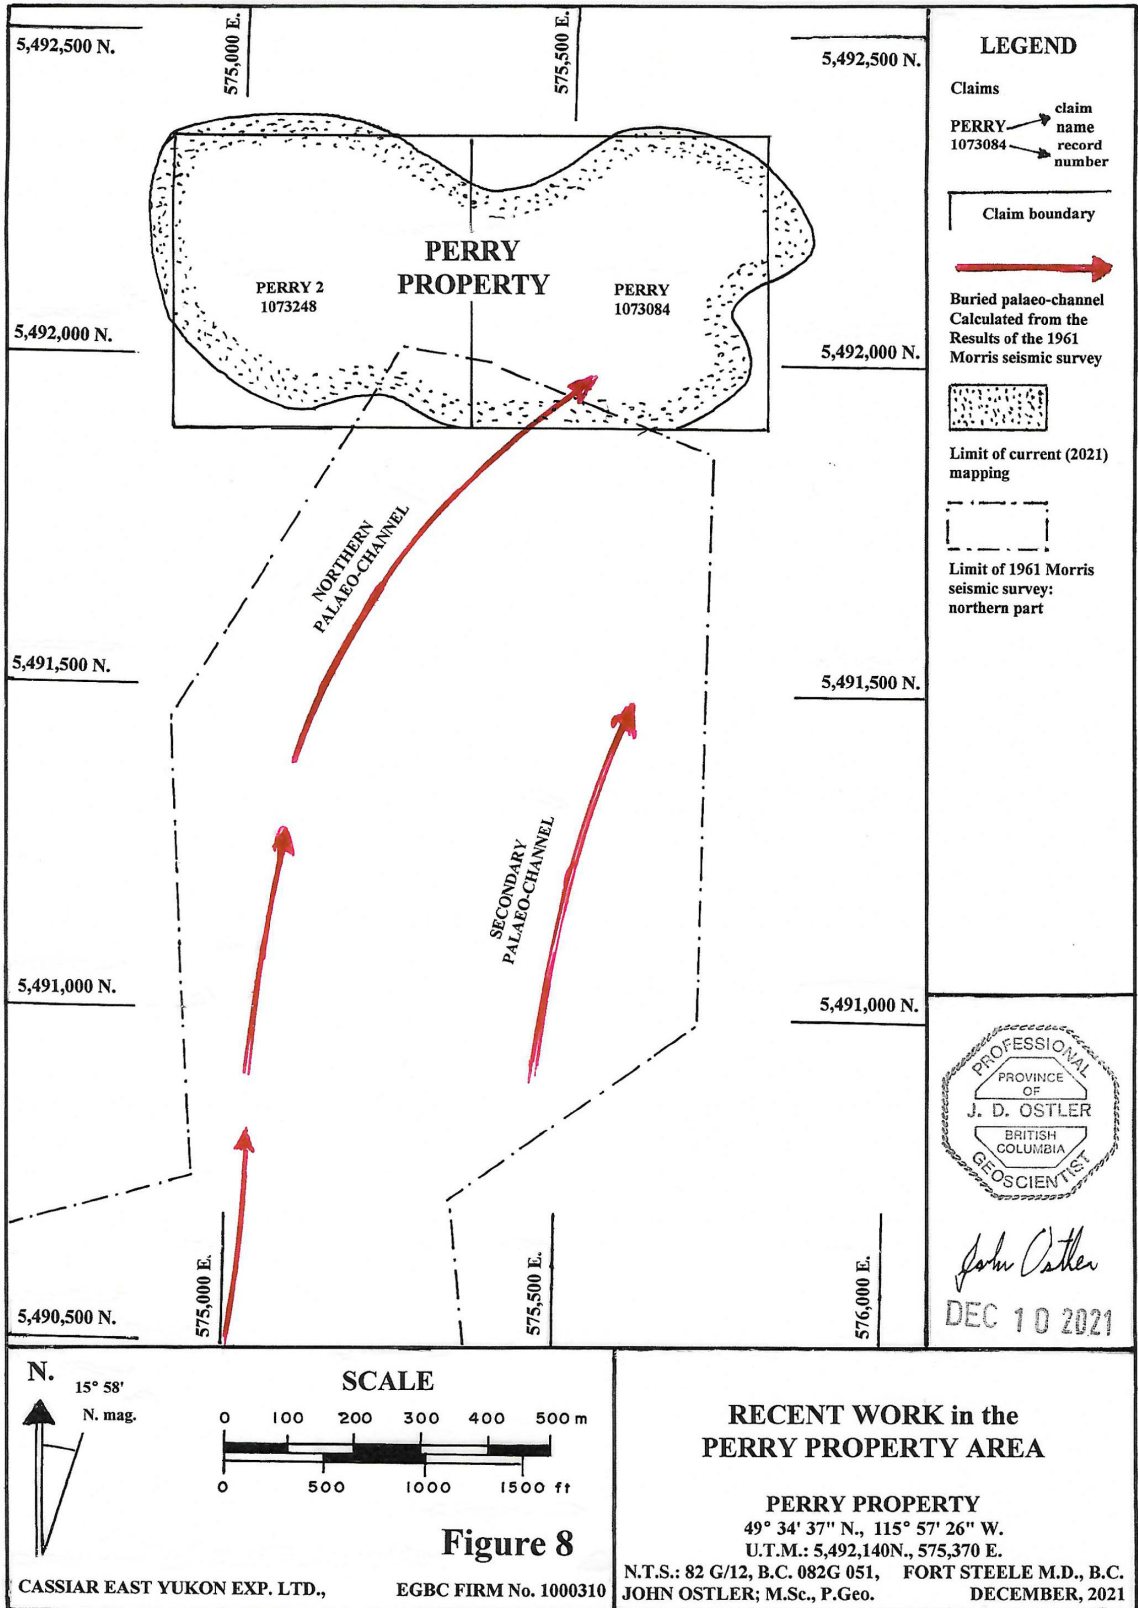 5,492,500 N.
575,000 E.
575,500 E.
5,492,500 N.
PERRY
PROPERTY
PERRY 2
1073248
PERRY
1073084
5,492,000 N.
5,492,000 N.
NORTHERN
PALAEO-CHANNEL
5,491,500 N.
5,491,500 N.
SECONDARY
PALAEO-CHANNEL
5,491,000 N.
5,491,000 N.
5,490,500 N.
575,000 E.
575,500 E.
576,000 E.
LEGEND
Claims
PERRY
1073084
claim
name
record
number
Claim boundary
Buried palaeo-channel
Calculated from the
Results of the 1961
Morris seismic survey
Limit of current (2021)
mapping
Limit of 1961 Morris
seismic survey:
northern part
PROFESSIONAL
PROVINCE
OF
J. D. OSTLER
BRITISH
COLUMBIA
GEOSCIENTIST
John Ostler
DEC 10 2021
N.
15° 58'
N. mag.
SCALE
0 100 200 300 400 500 m
0 500 1000 1500 ft
Figure 8
CASSIAR EAST YUKON EXP. LTD., EGBC FIRM No. 1000310
RECENT WORK in the
PERRY PROPERTY AREA
PERRY PROPERTY
49° 34' 37" N., 115° 57' 26" W.
U.T.M.: 5,492,140N., 575,370 E.
N.T.S.: 82 G/12, B.C. 082G 051, FORT STEELE M.D., B.C.
JOHN OSTLER; M.Sc., P.Geo. DECEMBER, 2021